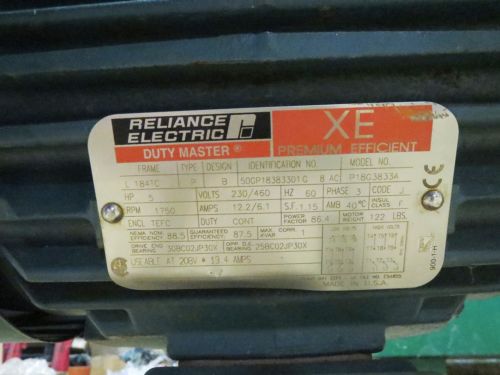 RELIANCE
ELECTRIC
DUTY MASTER®
XE
PREMIUM EFFICIENT
FRAME TYPE DESIGN IDENTIFICATION NO. MODEL NO.
L 184TC P B 50GP18383301G 8 AC P18G3833A
HP 5 VOLTS 230/460 HZ 60 PHASE 3 CODE J
RPM 1750 AMPS 12.2/6.1 S.F. 1.15 AMB 40°C INSUL CLASS F
ENCL TEFC DUTY CONT POWER FACTOR 86.4 MOTOR WEIGHT 122 LBS.
NEMA NOM. EFFICIENCY 88.5 GUARANTEED EFFICIENCY 87.5 MAX. CORR. KVAR 1
DRIVE END BEARING 30BC02JP30X OPP. D.E. BEARING 25BC02JP30X
USEABLE AT 208V • 13.4 AMPS
MADE IN U.S.A.